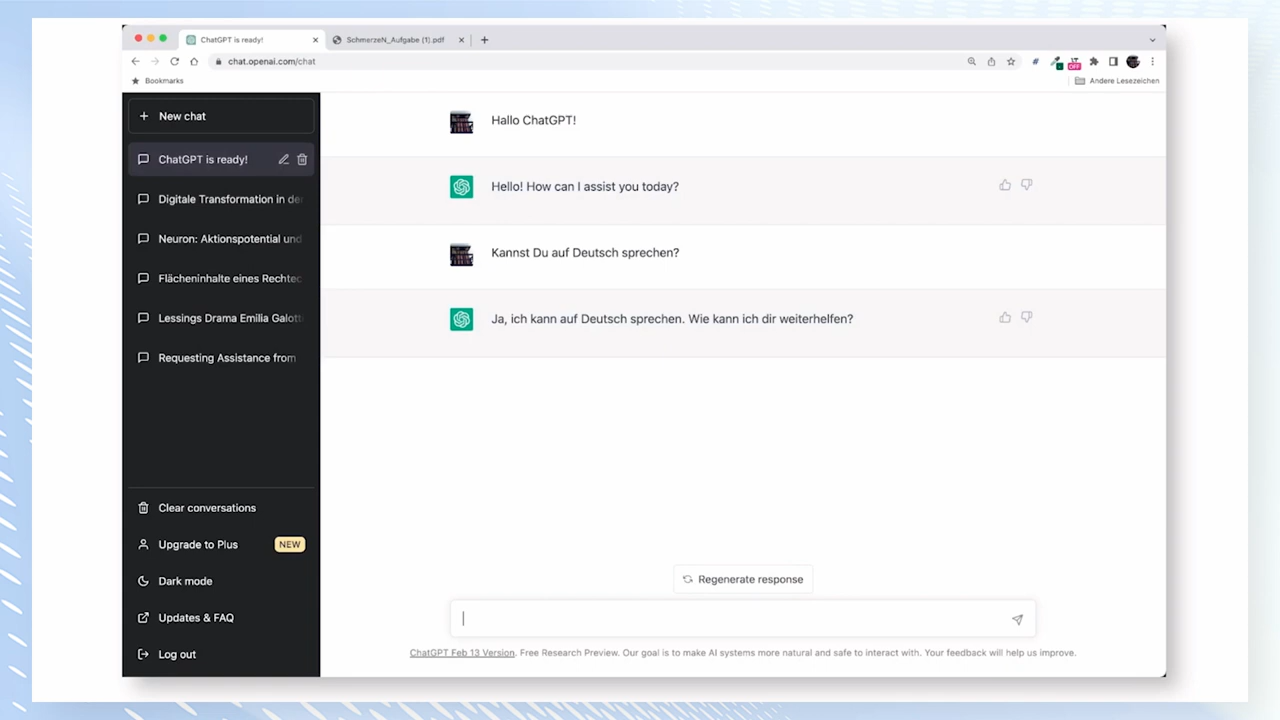 ChatGPT is ready!
SchmerzeN_Aufgabe (1).pdf
chat.openai.com/chat
OFF
Bookmarks
Andere Lesezeichen
New chat
ChatGPT is ready!
Digitale Transformation in der
Neuron: Aktionspotential und
Flächeninhalte eines Rechtec
Lessings Drama Emilia Galott
Requesting Assistance from
Clear conversations
Upgrade to Plus NEW
Dark mode
Updates & FAQ
Log out
Hallo ChatGPT!
Hello! How can I assist you today?
Kannst Du auf Deutsch sprechen?
Ja, ich kann auf Deutsch sprechen. Wie kann ich dir weiterhelfen?
Regenerate response
ChatGPT Feb 13 Version. Free Research Preview. Our goal is to make AI systems more natural and safe to interact with. Your feedback will help us improve.